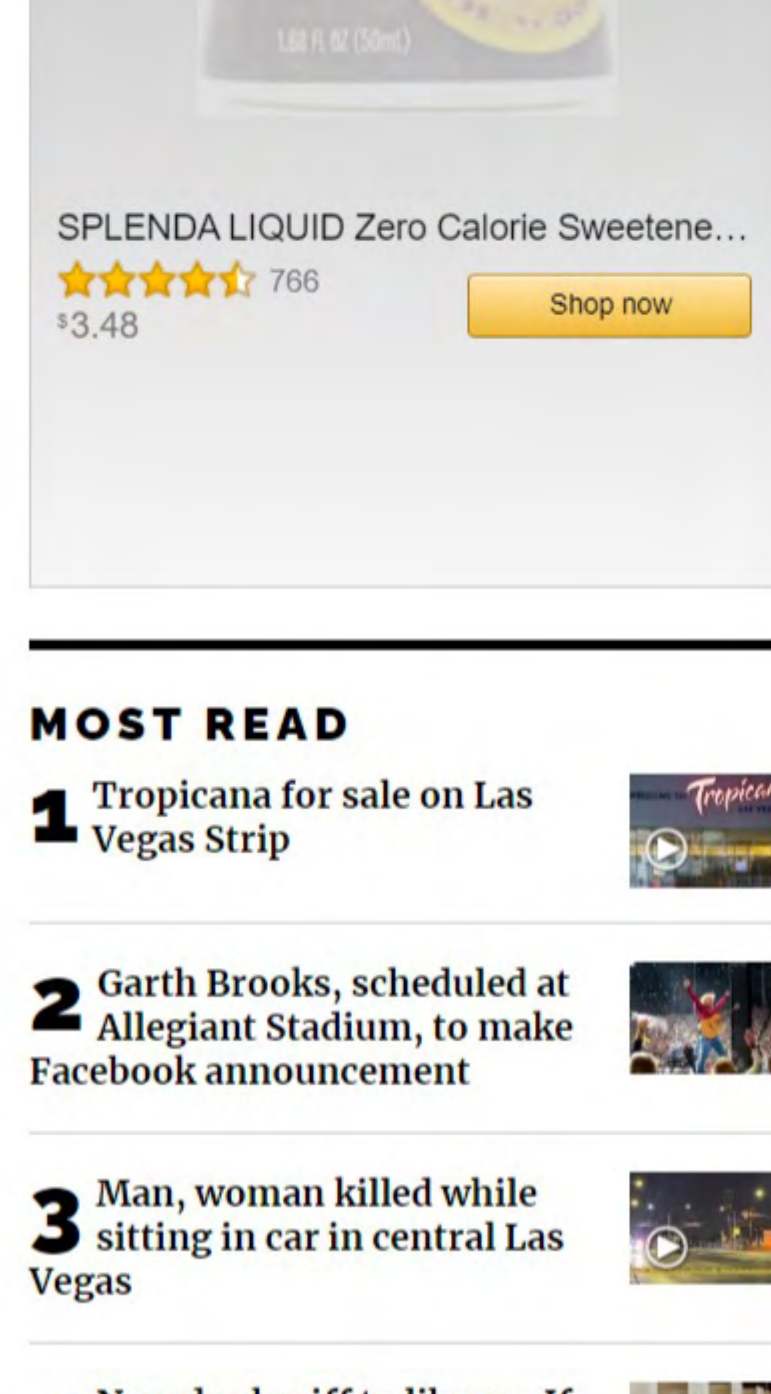 1.68 FL OZ (50mL)
SPLENDA LIQUID Zero Calorie Sweetene...
766
$3.48
Shop now
MOST READ
1 Tropicana for sale on Las
Vegas Strip
Tropica
2 Garth Brooks, scheduled at
Allegiant Stadium, to make
Facebook announcement
3 Man, woman killed while
sitting in car in central Las
Vegas